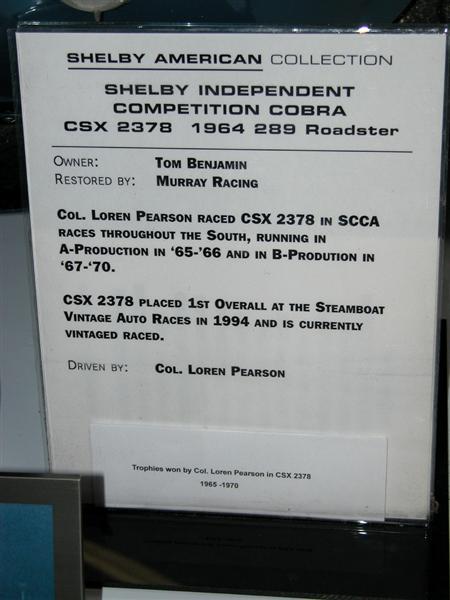 SHELBY AMERICAN COLLECTION
SHELBY INDEPENDENT
COMPETITION COBRA
CSX 2378 1964 289 Roadster
OWNER: TOM BENJAMIN
RESTORED BY: MURRAY RACING
COL. LOREN PEARSON RACED CSX 2378 IN SCCA
RACES THROUGHOUT THE SOUTH, RUNNING IN
A-PRODUCTION IN ‘65-’66 AND IN B-PRODUTION IN
‘67-‘70.
CSX 2378 PLACED 1ST OVERALL AT THE STEAMBOAT
VINTAGE AUTO RACES IN 1994 AND IS CURRENTLY
VINTAGED RACED.
DRIVEN BY: COL. LOREN PEARSON
Trophies won by Col. Loren Pearson in CSX 2378
1965 -1970